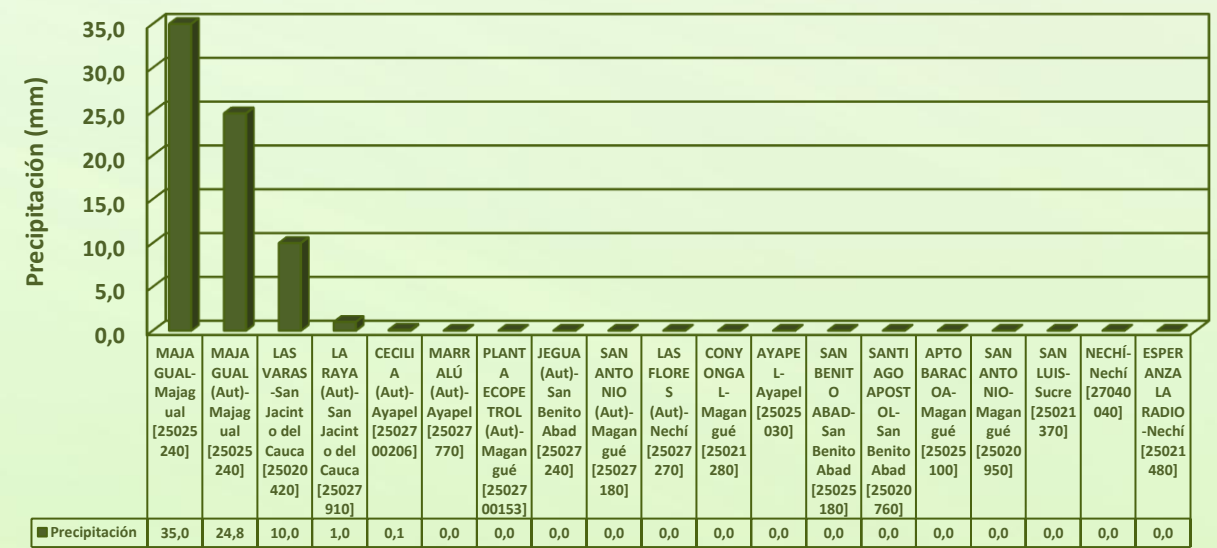 Precipitación (mm)
35,0
30,0
25,0
20,0
15,0
10,0
5,0
0,0
MAJA
GUAL-
Majag
ual
[25025
240]
MAJA
GUAL
(Aut)-
Majag
ual
[25025
240]
LAS
VARAS
-San
Jacint
o del
Cauca
[25020
420]
LA
RAYA
(Aut)-
San
Jacint
o del
Cauca
[25027
910]
CECILI
A
(Aut)-
Ayapel
[25027
00206]
MARR
ALÚ
(Aut)-
Ayapel
[25027
770]
PLANT
A
ECOPE
TROL
(Aut)-
Magan
gué
[25027
00153]
JEGUA
(Aut)-
San
Benito
Abad
[25027
240]
SAN
ANTO
NIO
(Aut)-
Magan
gué
[25027
180]
LAS
FLORE
S
(Aut)-
Nechí
[25027
270]
CONY
ONGA
L-
Magan
gué
[25021
280]
AYAPE
L-
Ayapel
[25025
030]
SAN
BENIT
O
ABAD-
San
Benito
Abad
[25025
180]
SANTI
AGO
APOST
OL-
San
Benito
Abad
[25020
760]
APTO
BARAC
OA-
Magan
gué
[25025
100]
SAN
ANTO
NIO-
Magan
gué
[25020
950]
SAN
LUIS-
Sucre
[25021
370]
NECHÍ-
Nechí
[27040
040]
ESPER
ANZA
LA
RADIO
-Nechí
[25021
480]
Precipitación 35,0 24,8 10,0 1,0 0,1 0,0 0,0 0,0 0,0 0,0 0,0 0,0 0,0 0,0 0,0 0,0 0,0 0,0 0,0